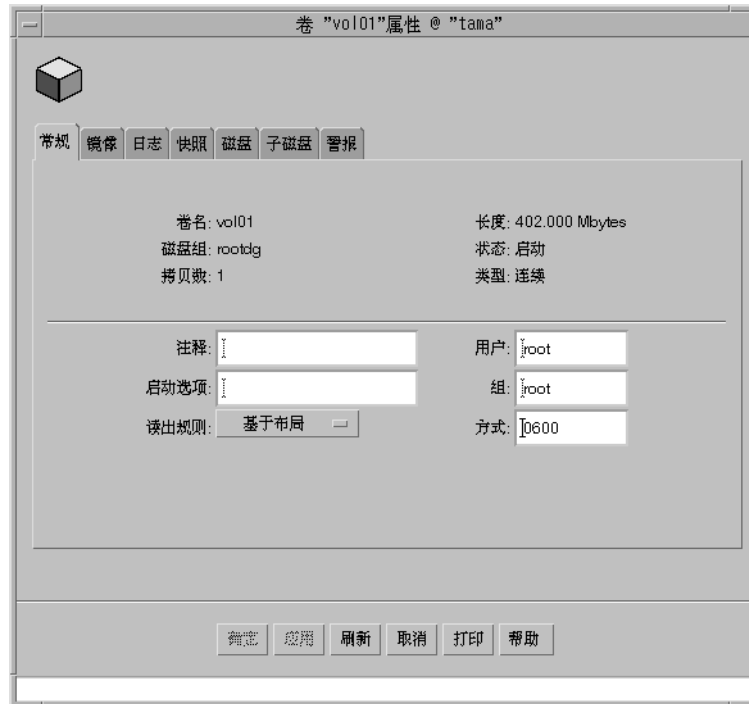 卷 "vol01"属性 @ "tama"
常规 镜像 日志 快照 磁盘 子磁盘 警报
卷名: vol01 长度: 402.000 Mbytes
磁盘组: rootdg 状态: 启动
拷贝数: 1 类型: 连续
注释: 用户: root
启动选项: 组: root
读出规则: 基于布局 方式: 0600
确定 应用 刷新 取消 打印 帮助